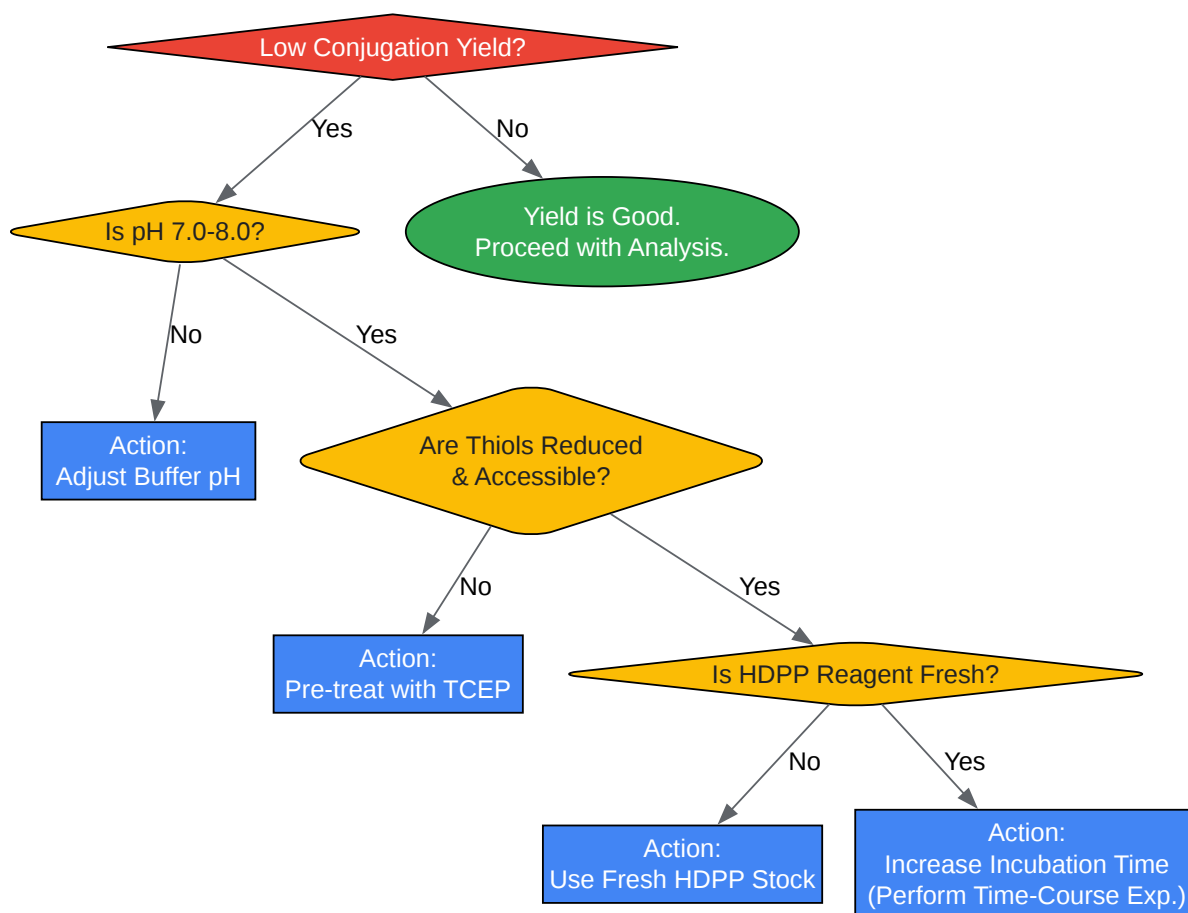 Low Conjugation Yield?
Yes
No
Is pH 7.0-8.0?
Yield is Good.
Proceed with Analysis.
No
Yes
Action:
Adjust Buffer pH
Are Thiols Reduced
& Accessible?
No
Yes
Action:
Pre-treat with TCEP
Is HDPP Reagent Fresh?
No
Yes
Action:
Use Fresh HDPP Stock
Action:
Increase Incubation Time
(Perform Time-Course Exp.)